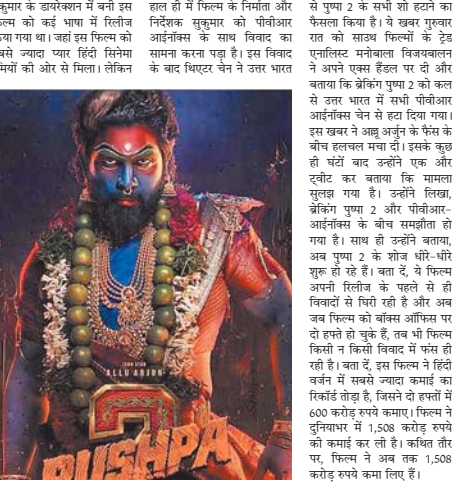 कुमार के डायरेक्शन में बनी इस
फिल्म को कई भाषा में रिलीज
किया गया था। जहां इस फिल्म को
सबसे ज्यादा प्यार हिंदी सिनेमा
प्रेमियों की ओर से मिला। लेकिन
हाल ही में फिल्म के निर्माता और
निर्देशक सुकुमार को पीवीआर
आईनॉक्स के साथ विवाद का
सामना करना पड़ा है। इस विवाद
के बाद थिएटर चेन ने उत्तर भारत
से पुष्पा 2 के सभी शो हटाने का
फैसला किया है। ये खबर गुरुवार
रात को साउथ फिल्मों के ट्रेड
एनालिस्ट मनोबाला विजयबालन
ने अपने एक्स हैंडल पर दी और
बताया कि ब्रेकिंग पुष्पा 2 को कल
से उत्तर भारत में सभी पीवीआर
आईनॉक्स चेन से हटा दिया गया।
इस खबर ने अल्लू अर्जुन के फैंस के
बीच हलचल मचा दी। इसके कुछ
ही घंटों बाद उन्होंने एक और
ट्वीट कर बताया कि मामला
सुलझ गया है। उन्होंने लिखा,
ब्रेकिंग पुष्पा 2 और पीवीआर-
आईनॉक्स के बीच समझौता हो
गया है। साथ ही उन्होंने बताया,
अब पुष्पा 2 के शोज धीरे-धीरे
शुरू हो रहे हैं। बता दें, ये फिल्म
अपनी रिलीज के पहले से ही
विवादों से घिरी रही है और अब
जब फिल्म को बॉक्स ऑफिस पर
दो हफ्ते हो चुके हैं, तब भी फिल्म
किसी न किसी विवाद में फंस ही
रही है। बता दें, इस फिल्म ने हिंदी
वर्जन में सबसे ज्यादा कमाई का
रिकॉर्ड तोड़ा है, जिसने दो हफ्तों में
600 करोड़ रुपये कमाए। फिल्म ने
दुनियाभर में 1,508 करोड़ रुपये
की कमाई कर ली है। कथित तौर
पर, फिल्म ने अब तक 1,508
करोड़ रुपये कमा लिए हैं।
ICON STAR
ALLU ARJUN
2
PUSHPA